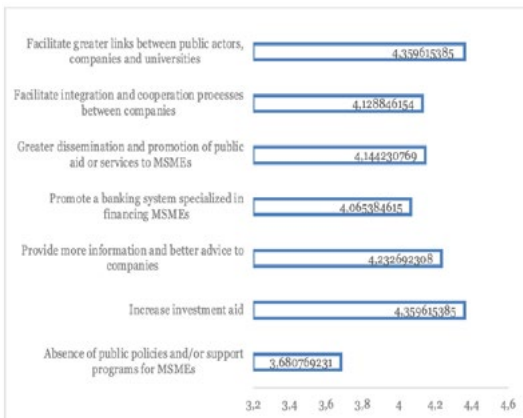 Facilitate greater links between public actors,
companies and universities
4,359615385
Facilitate integration and cooperation processes
between companies
4,128846154
Greater dissemination and promotion of public
aid or services to MSMEs
4,144230769
Promote a banking system specialized in
financing MSMEs
4,065384615
Provide more information and better advice to
companies
4,232692308
Increase investment aid
4,359615385
Absence of public policies and/or support
programs for MSMEs
3,680769231
3,2 3,4 3,6 3,8 4 4,2 4,4 4,6